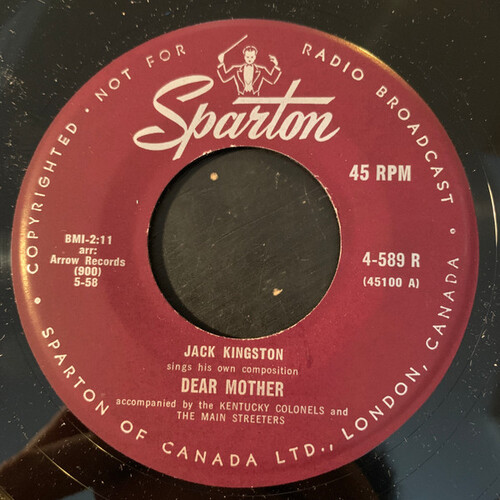 COPYRIGHTED • NOT FOR RADIO BROADCAST
Sparton
45 RPM
BMI-2:11
arr:
Arrow Records
(900)
5-58
4-589 R
(45100 A)
JACK KINGSTON
sings his own composition
DEAR MOTHER
accompanied by the KENTUCKY COLONELS and
THE MAIN STREETERS
• SPARTON OF CANADA LTD., LONDON, CANADA •